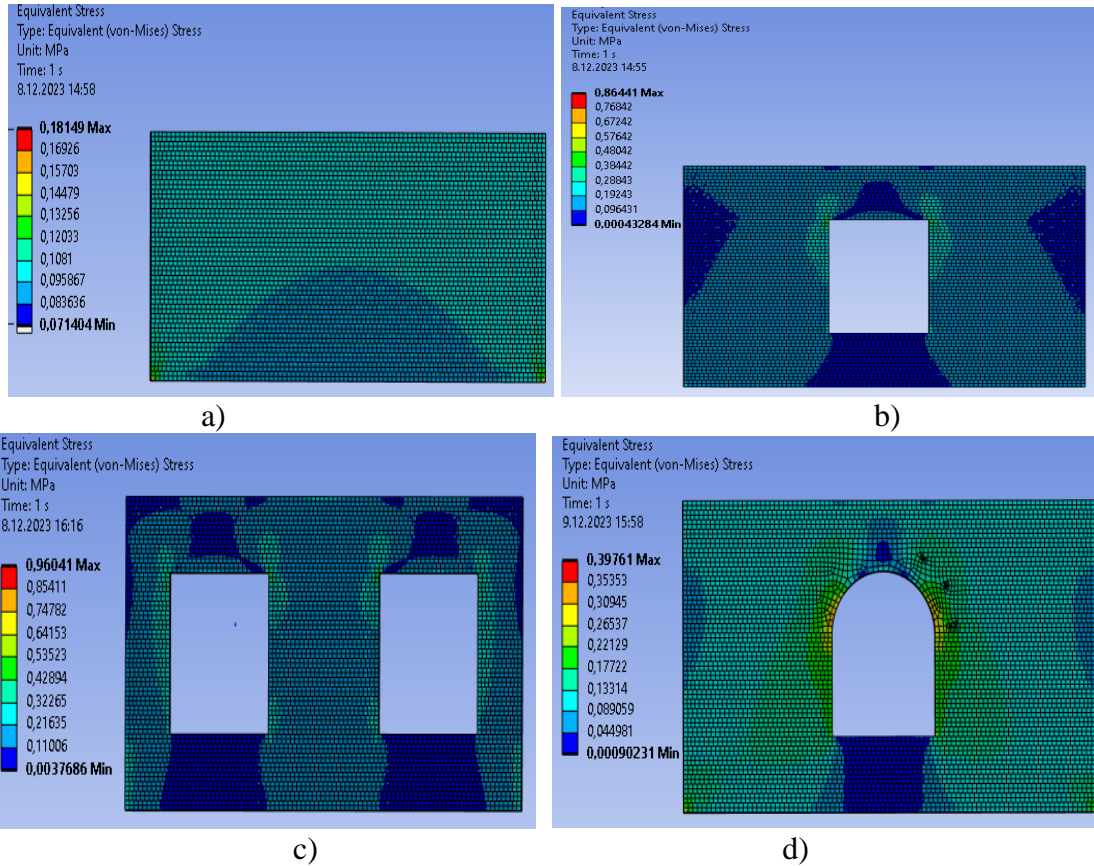 Equivalent Stress
Type: Equivalent (von-Mises) Stress
Unit: MPa
Time: 1 s
8.12.2023 14:58
0,18149 Max
0,16926
0,15703
0,14479
0,13256
0,12033
0,1081
0,095867
0,083636
0,071404 Min
a)
Equivalent Stress
Type: Equivalent (von-Mises) Stress
Unit: MPa
Time: 1 s
8.12.2023 14:55
0,86441 Max
0,76842
0,67242
0,57642
0,48042
0,38442
0,28843
0,19243
0,096431
0,00043284 Min
b)
Equivalent Stress
Type: Equivalent (von-Mises) Stress
Unit: MPa
Time: 1 s
8.12.2023 16:16
0,96041 Max
0,85411
0,74782
0,64153
0,53523
0,42894
0,32265
0,21635
0,11006
0,0037686 Min
c)
Equivalent Stress
Type: Equivalent (von-Mises) Stress
Unit: MPa
Time: 1 s
9.12.2023 15:58
0,39761 Max
0,35353
0,30945
0,26537
0,22129
0,17722
0,13314
0,089059
0,044981
0,00090231 Min
d)